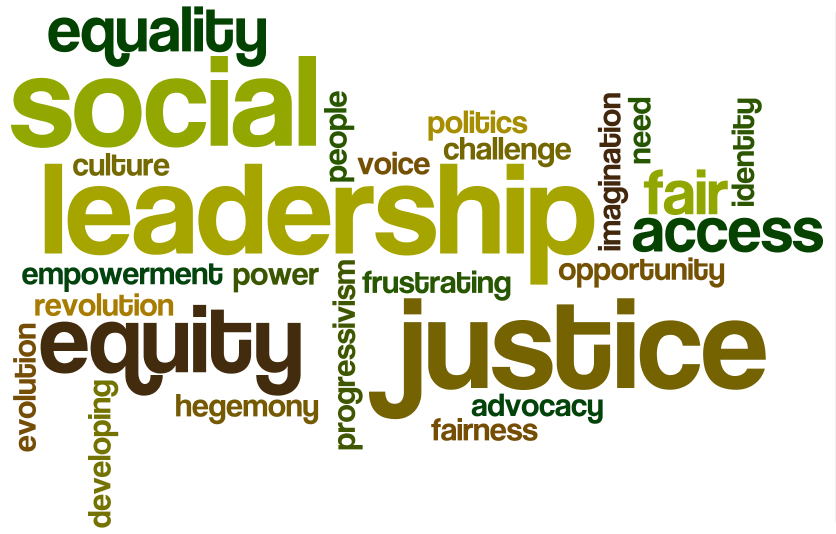 equality
social
people
politics
challenge
imagination
need
identity
culture
voice
leadership
fair
access
empowerment
power
progressivism
frustrating
opportunity
revolution
evolution
equity
justice
developing
hegemony
advocacy
fairness